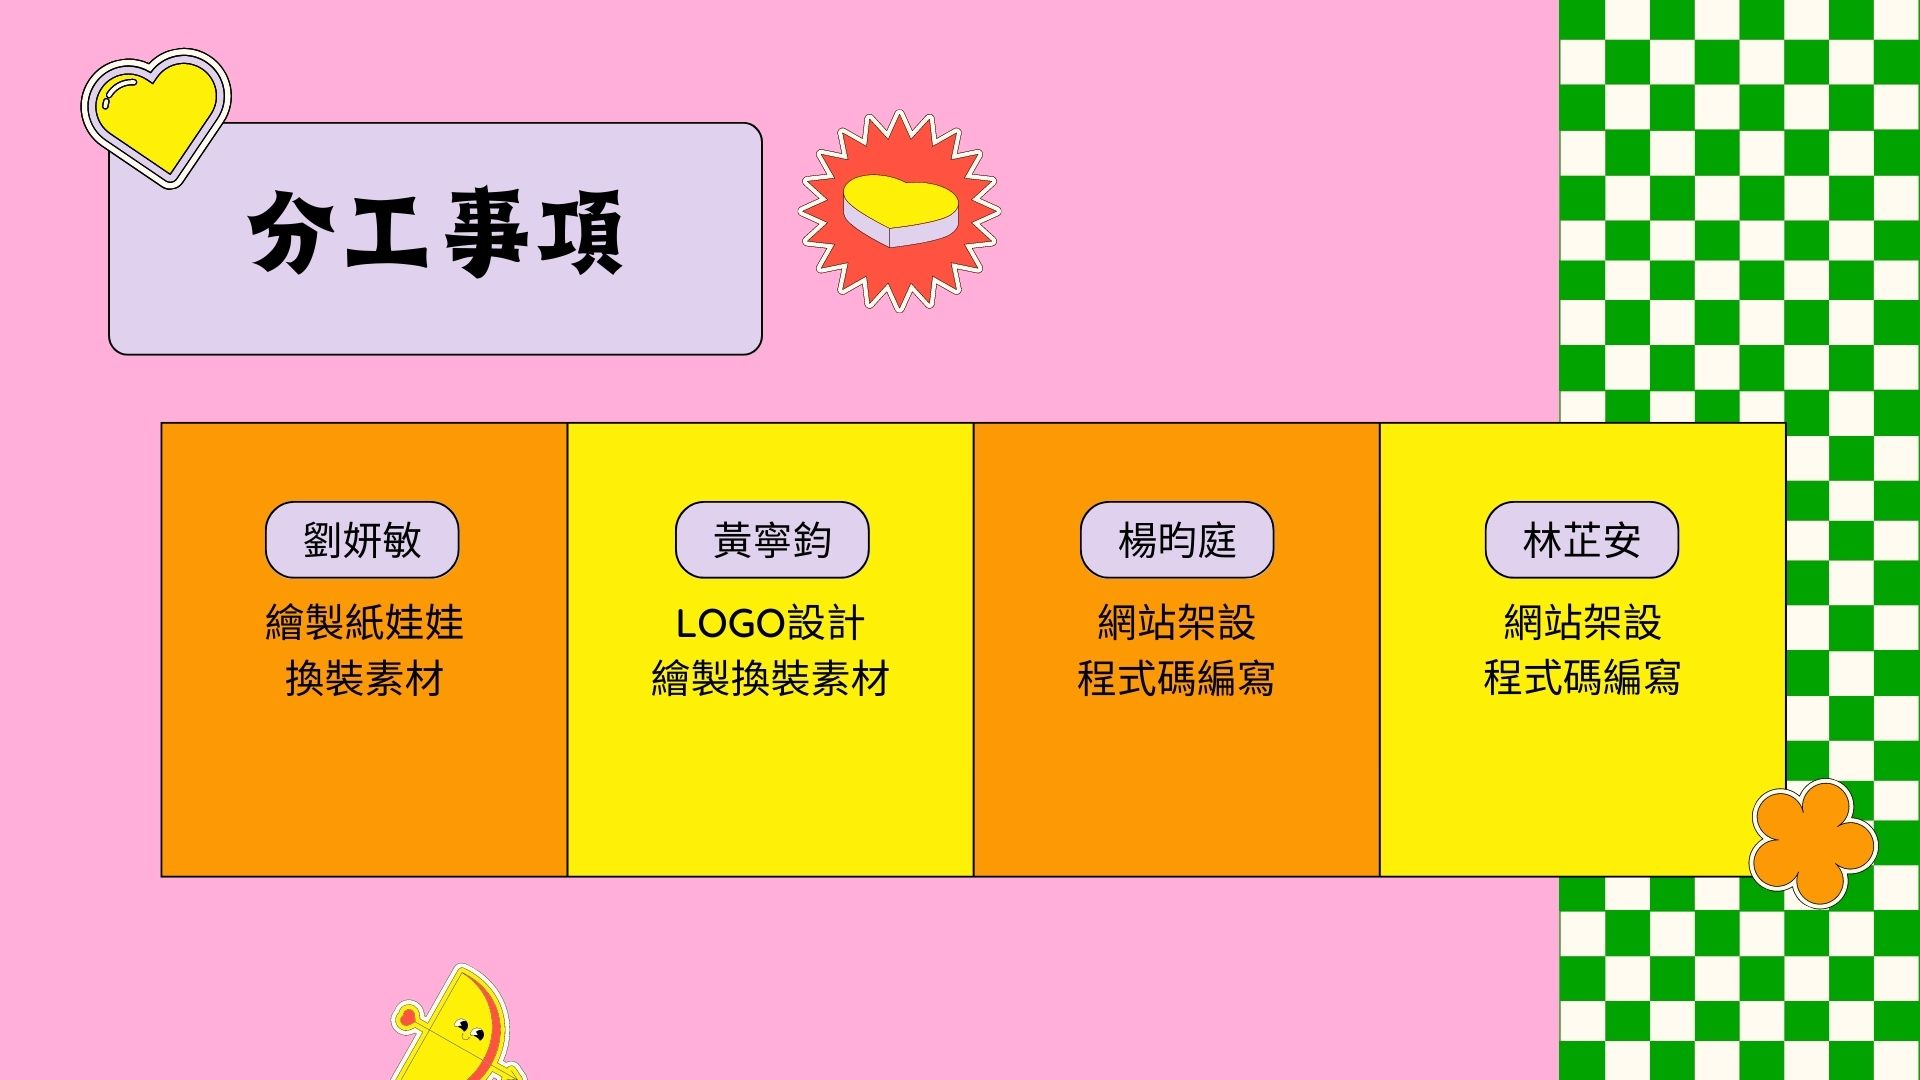 分工事項
劉妍敏
繪製紙娃娃
換裝素材
黃寧鈞
LOGO設計
繪製換裝素材
楊昀庭
網站架設
程式碼編寫
林芷安
網站架設
程式碼編寫